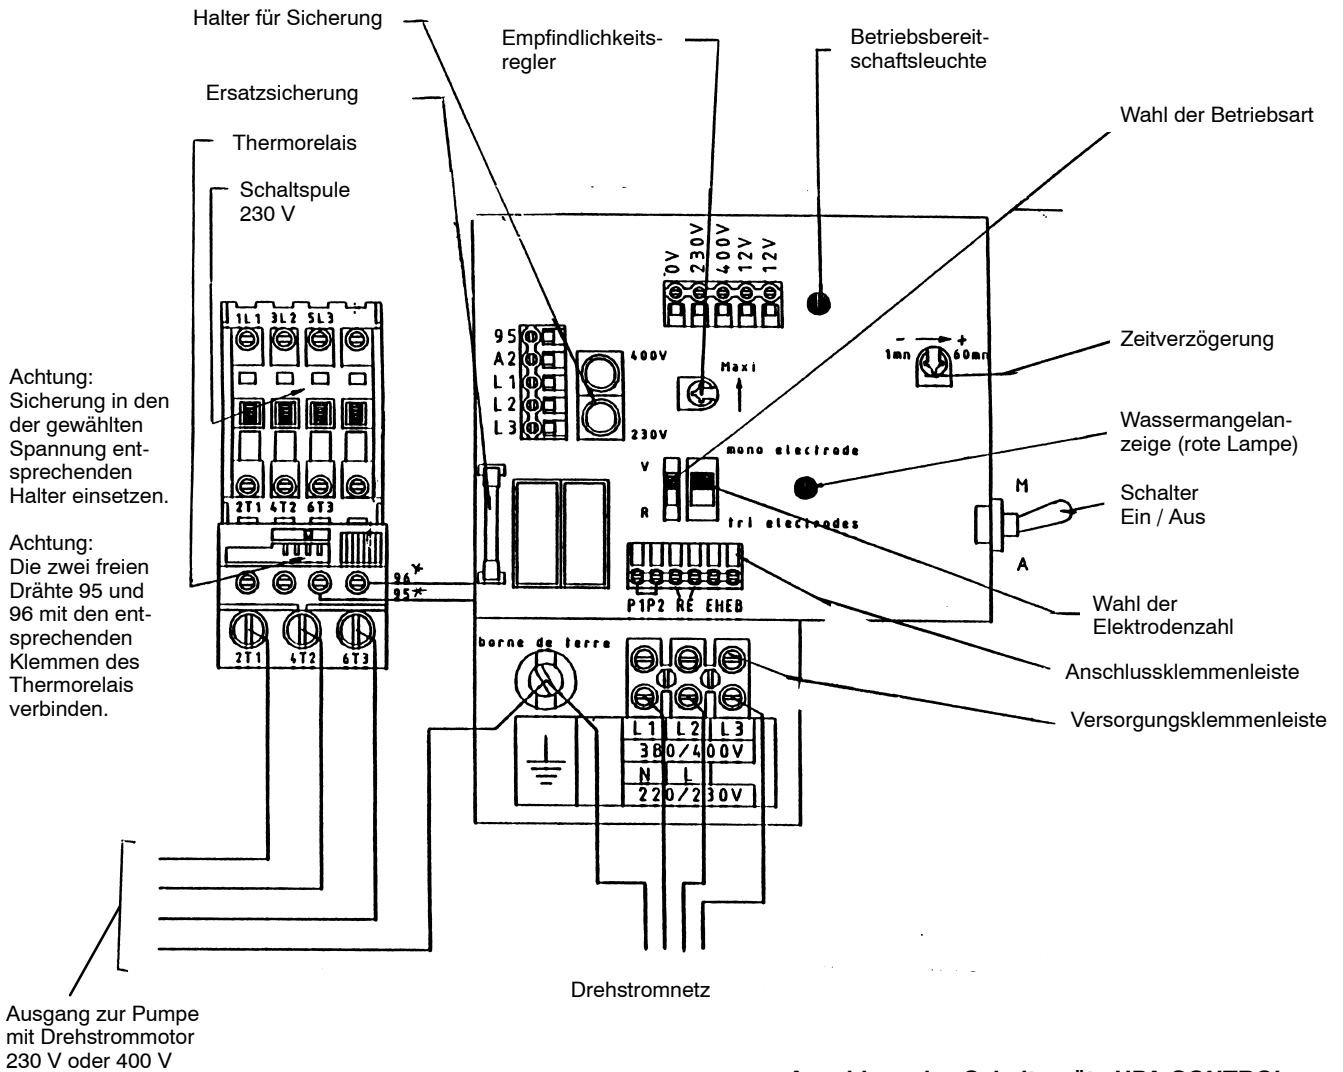 Halter für Sicherung
Empfindlichkeits-
regler
Betriebsbereit-
schaftsleuchte
Ersatzsicherung
Wahl der Betriebsart
Thermorelais
Schaltspule
230 V
0V
230V
400V
12V
12V
1L1 3L2 5L3
95
A2
L1
L2
L3
400V
230V
Maxi
- +
1mn 60mn
Zeitverzögerung
Achtung:
Sicherung in den
der gewählten
Spannung ent-
sprechenden
Halter einsetzen.
Wassermangelan-
zeige (rote Lampe)
mono electrode
V
R
tri electrodes
M
A
Schalter
Ein / Aus
2T1 4T2 6T3
Achtung:
Die zwei freien
Drähte 95 und
96 mit den ent-
sprechenden
Klemmen des
Thermorelais
verbinden.
96*
95*
P1P2 RE EHEB
Wahl der
Elektrodenzahl
2T1 4T2 6T3
borne de terre
Anschlussklemmenleiste
Versorgungsklemmenleiste
L1 L2 L3
380/400V
N L
220/230V
Drehstromnetz
Ausgang zur Pumpe
mit Drehstrommotor
230 V oder 400 V